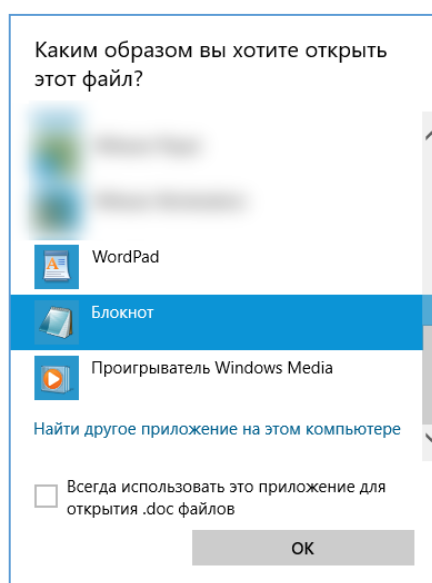 Каким образом вы хотите открыть
этот файл?
WordPad
Блокнот
Проигрыватель Windows Media
Найти другое приложение на этом компьютере
Всегда использовать это приложение для
открытия .doc файлов
ОК